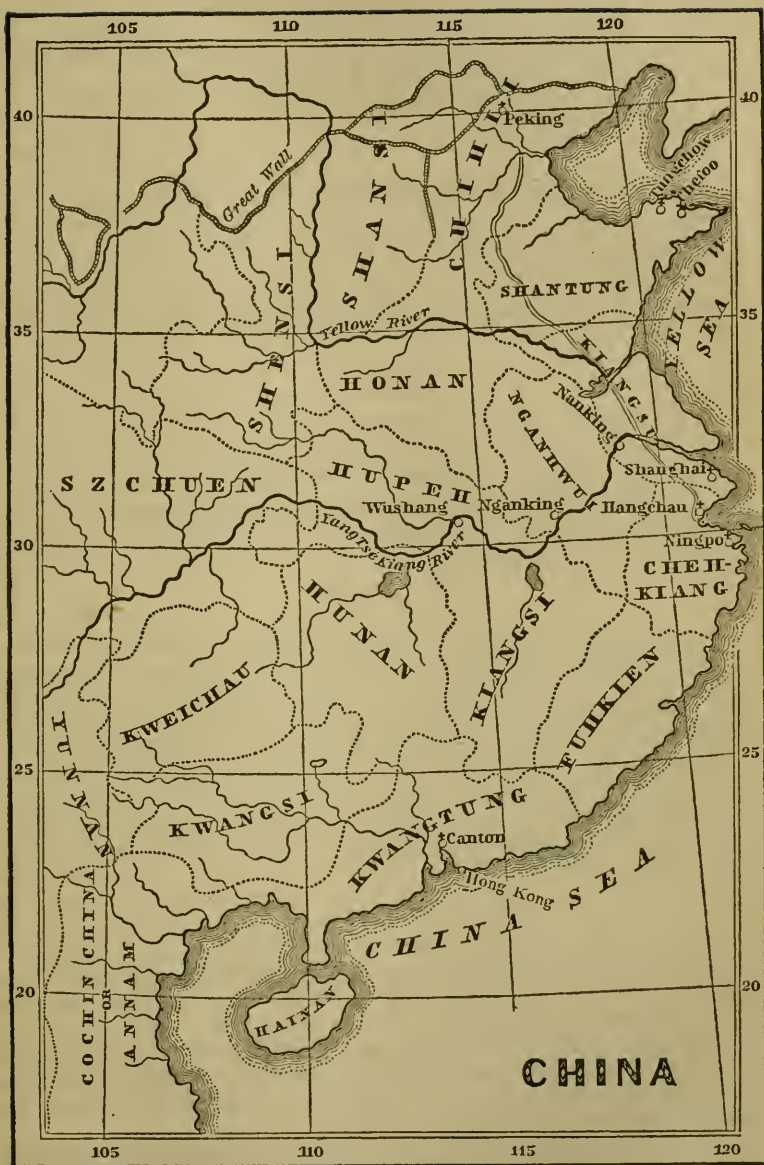 105 110 115 120
40 40
Peking
Great Wall
SHANSI
CHIHLI
Tungchow
Chefoo
SHENSI
SHANTUNG
YELLOW
SEA
35 35
Yellow River
KIANGSU
HONAN
Nanking
NGANHWUI
SZCHUEN
HUPEH
Shanghai
Wushang
Nganking
Hangchau
30
Yangtse Kiang River
Ningpo
CHEH-
KIANG
HUNAN
KIANGSI
FUHKIEN
KWEICHAU
YUNNAN
25 25
KWANGSI
KWANGTUNG
Canton
Hong Kong
CHINA SEA
COCHIN CHINA
OR
ANNAM
20 20
HAINAN
CHINA
105 110 115 120